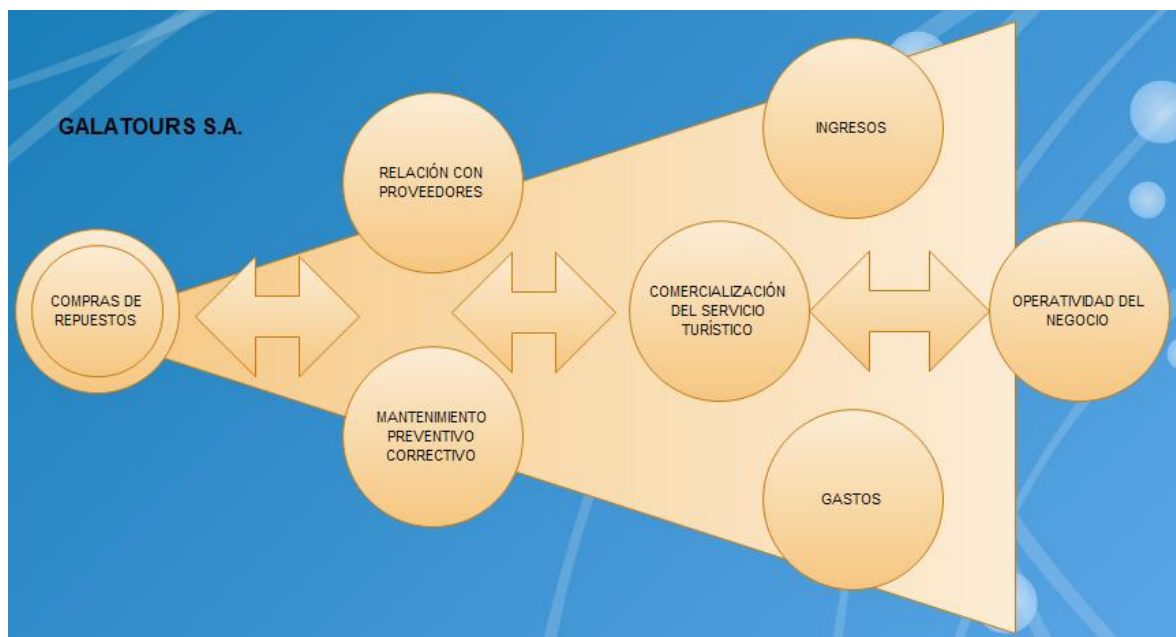 GALATOURS S.A.
COMPRAS DE
REPUESTOS
RELACIÓN CON
PROVEEDORES
MANTENIMIENTO
PREVENTIVO
CORRECTIVO
INGRESOS
COMERCIALIZACIÓN
DEL SERVICIO
TURÍSTICO
GASTOS
OPERATIVIDAD DEL
NEGOCIO